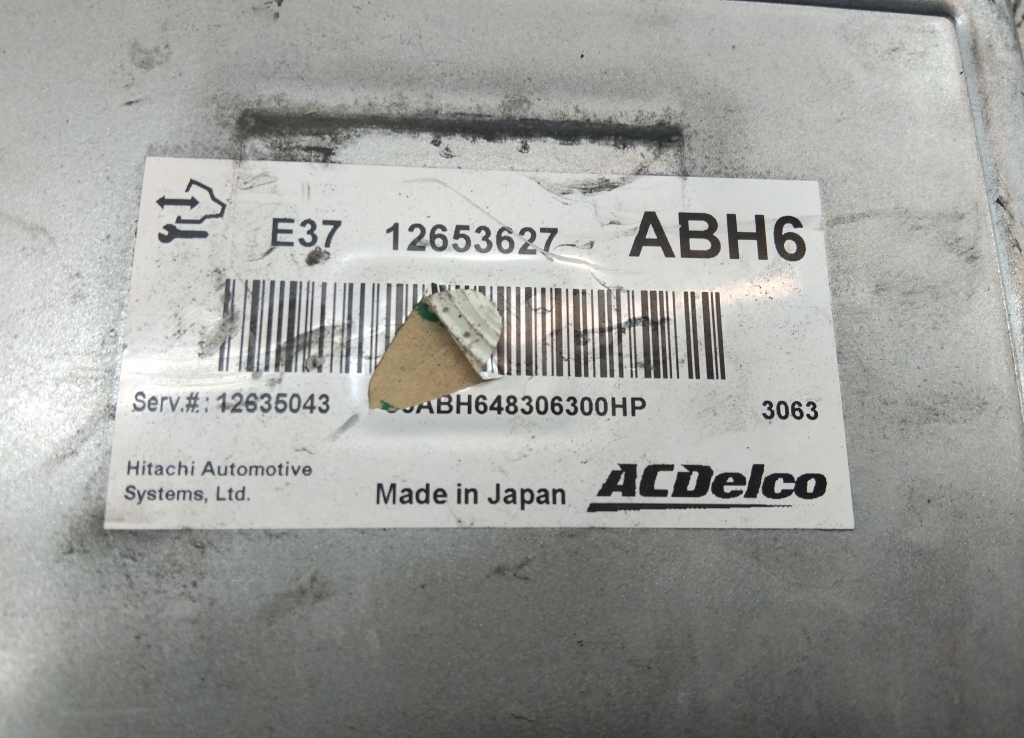 E37 12653627 ABH6
Serv.#: 12635043 ABH648306300HP 3063
Hitachi Automotive
Systems, Ltd.
Made in Japan ACDelco